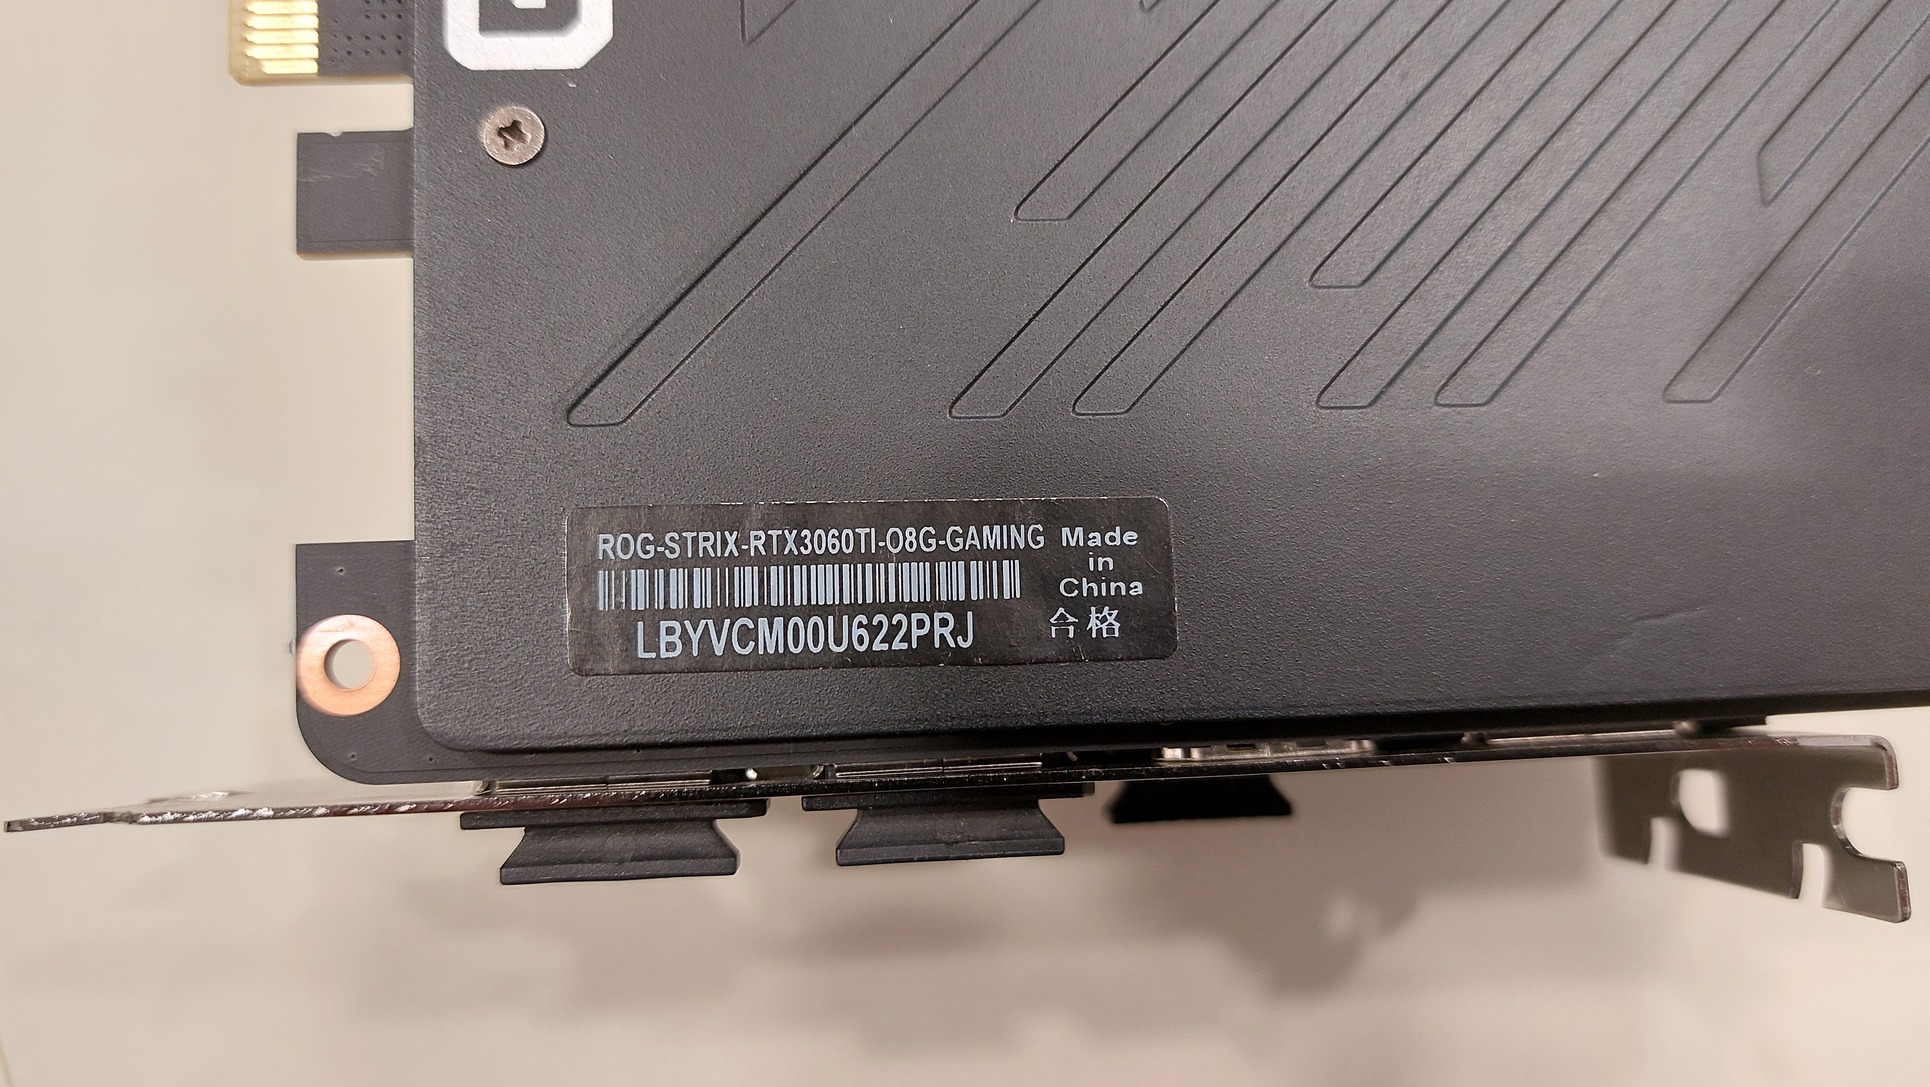 ROG-STRIX-RTX3060TI-O8G-GAMING
LBYVCM00U622PRJ
Made
in
China
合格